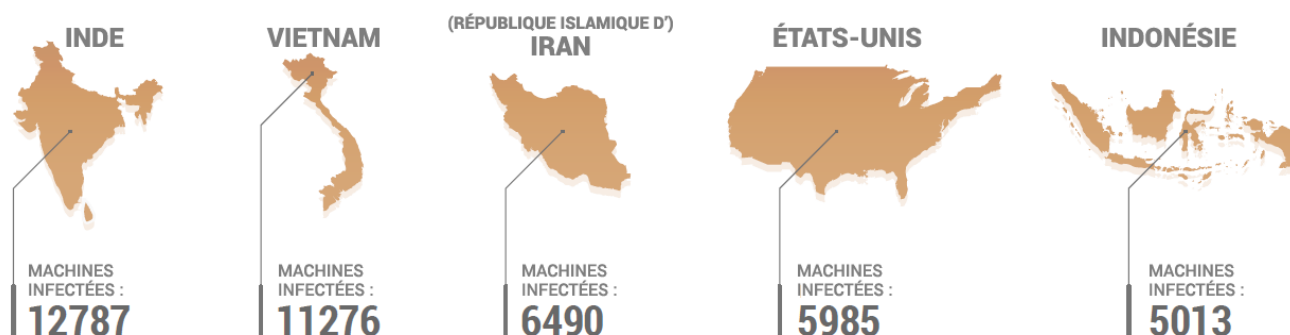 INDE
MACHINES
INFECTÉES :
12787
VIETNAM
MACHINES
INFECTÉES :
11276
(RÉPUBLIQUE ISLAMIQUE D')
IRAN
MACHINES
INFECTÉES :
6490
ÉTATS-UNIS
MACHINES
INFECTÉES :
5985
INDONÉSIE
MACHINES
INFECTÉES :
5013